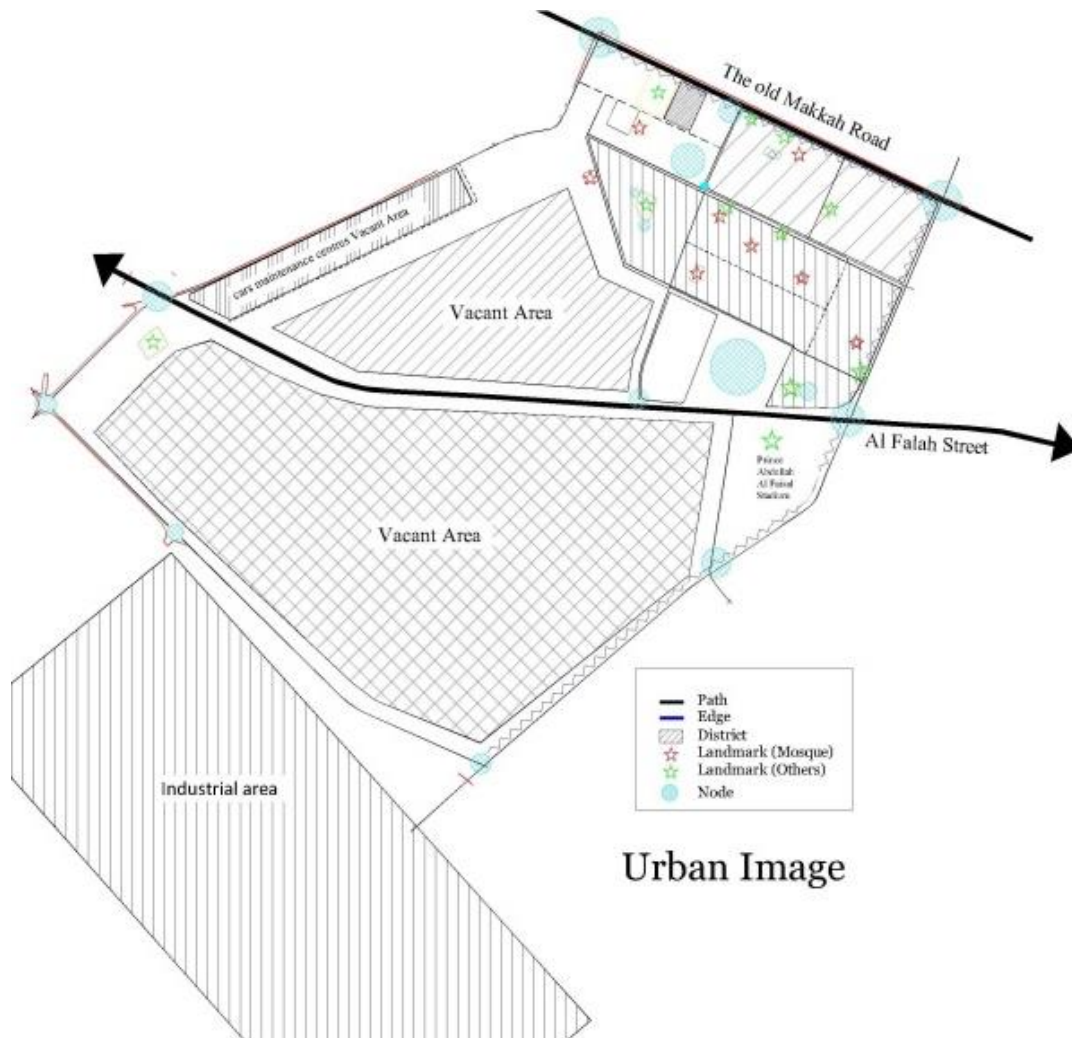 The old Makkah Road
cars maintenance centrus Vacant Area
Vacant Area
Al Falah Street
Prince
Abdullah
Al Faisal
Stadium
Vacant Area
Path
Edge
District
Landmark (Mosque)
Landmark (Others)
Node
Industrial area
Urban Image